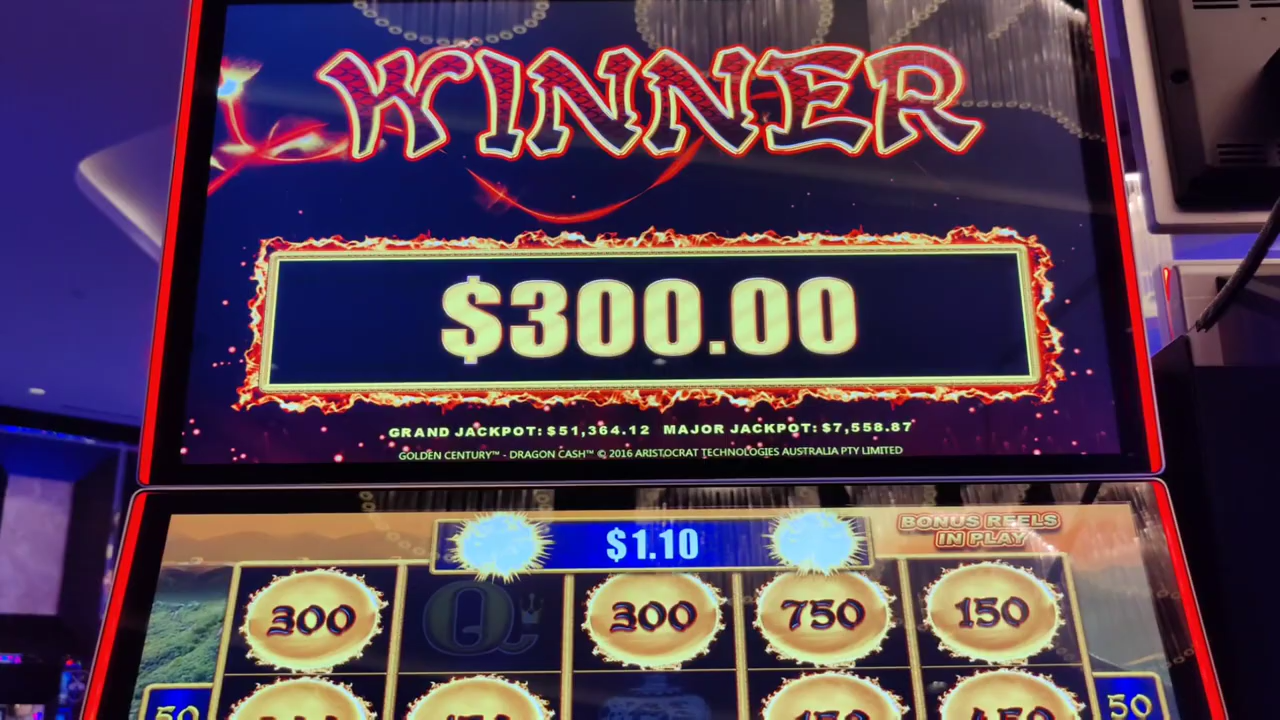 WINNER
$300.00
GRAND JACKPOT: $51,364.12 MAJOR JACKPOT: $7,558.87
GOLDEN CENTURY™ - DRAGON CASH™ © 2016 ARISTOCRAT TECHNOLOGIES AUSTRALIA PTY LIMITED
$1.10
BONUS REELS
IN PLAY
300 Q 300 750 150
50 50